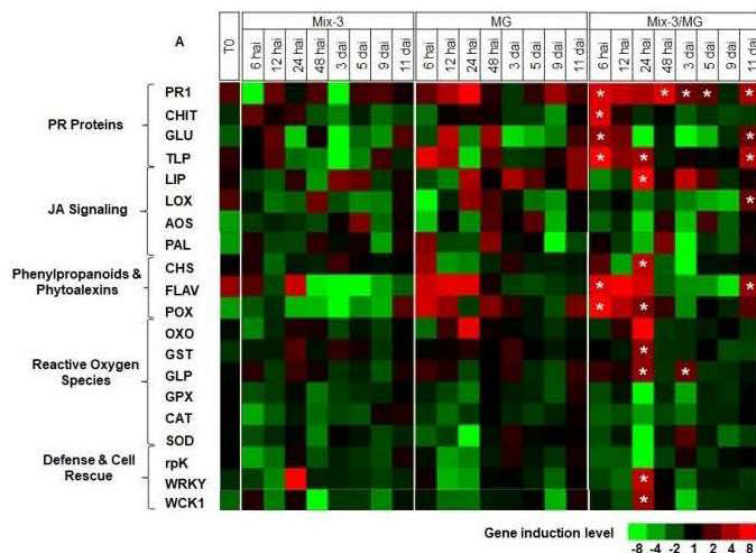 A
Mix-3 MG Mix-3/MG
T0 6 hai 12 hai 24 hai 48 hai 3 dai 5 dai 9 dai 11 dai 6 hai 12 hai 24 hai 48 hai 3 dai 5 dai 9 dai 11 dai 6 hai 12 hai 24 hai 48 hai 3 dai 5 dai 9 dai 11 dai
PR Proteins
PR1 * * * * *
CHIT *
GLU * *
TLP * * *
JA Signaling
LIP *
LOX *
AOS
PAL
Phenylpropanoids &
Phytoalexins
CHS *
FLAV * *
POX * *
Reactive Oxygen
Species
OXO
GST *
GLP * *
GPX
CAT
SOD
Defense & Cell
Rescue
rpK
WRKY *
WCK1 *
Gene induction level
-8 -4 -2 1 2 4 8